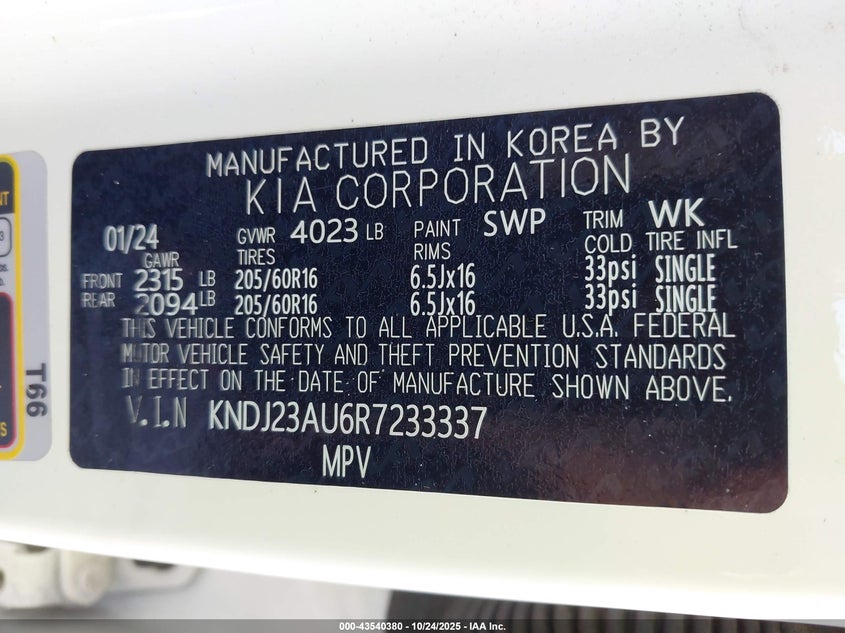 MANUFACTURED IN KOREA BY
KIA CORPORATION
01/24 GVWR 4023 LB PAINT SWP TRIM WK
GAWR TIRES RIMS COLD TIRE INFL
FRONT 2315 LB 205/60R16 6.5Jx16 33psi SINGLE
REAR 2094 LB 205/60R16 6.5Jx16 33psi SINGLE
THIS VEHICLE CONFORMS TO ALL APPLICABLE U.S.A. FEDERAL
MOTOR VEHICLE SAFETY AND THEFT PREVENTION STANDARDS
IN EFFECT ON THE DATE OF MANUFACTURE SHOWN ABOVE.
V.I.N KNDJ23AU6R7233337
MPV
T66
000-43540380 - 10/24/2025 - IAA Inc.